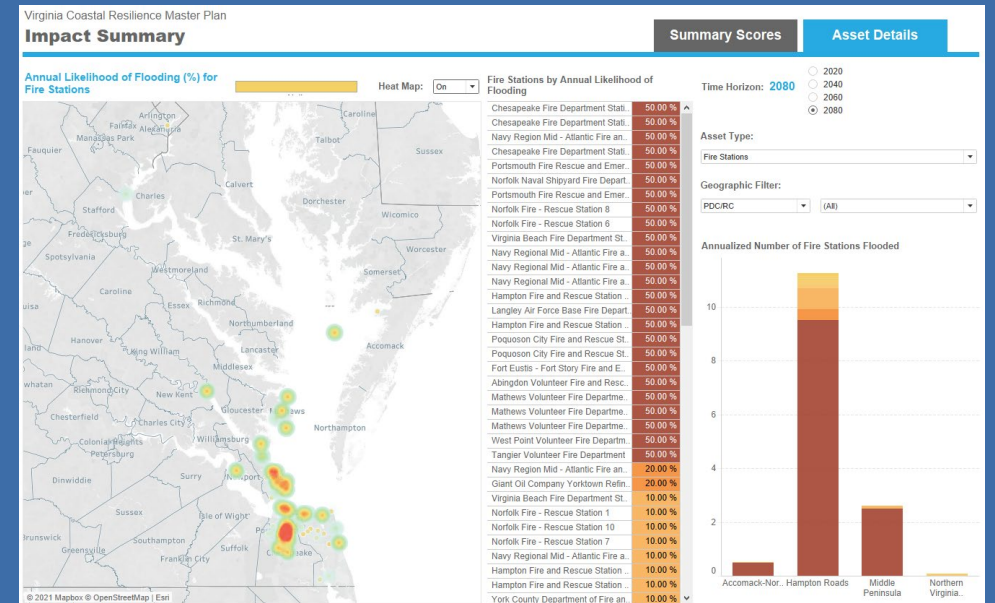 Virginia Coastal Resilience Master Plan
Impact Summary
Summary Scores
Asset Details
Annual Likelihood of Flooding (%) for
Fire Stations
Heat Map: On
Fire Stations by Annual Likelihood of
Flooding
Time Horizon: 2080
2020
2040
2060
2080
Asset Type:
Fire Stations
Geographic Filter:
PDC/RC
(All)
Annualized Number of Fire Stations Flooded
10
8
6
4
2
0
Accomack-Nor..
Hampton Roads
Middle
Peninsula
Northern
Virginia..
Chesapeake Fire Department Stati.. 50.00 %
Chesapeake Fire Department Stati.. 50.00 %
Navy Region Mid - Atlantic Fire an.. 50.00 %
Chesapeake Fire Department Stati.. 50.00 %
Portsmouth Fire Rescue and Emer.. 50.00 %
Norfolk Naval Shipyard Fire Depart.. 50.00 %
Portsmouth Fire Rescue and Emer.. 50.00 %
Norfolk Fire - Rescue Station 8 50.00 %
Norfolk Fire - Rescue Station 6 50.00 %
Virginia Beach Fire Department St.. 50.00 %
Navy Regional Mid - Atlantic Fire a.. 50.00 %
Navy Regional Mid - Atlantic Fire a.. 50.00 %
Navy Regional Mid - Atlantic Fire a.. 50.00 %
Hampton Fire and Rescue Station .. 50.00 %
Langley Air Force Base Fire Depart.. 50.00 %
Hampton Fire and Rescue Station .. 50.00 %
Poquoson City Fire and Rescue St.. 50.00 %
Poquoson City Fire and Rescue St.. 50.00 %
Fort Eustis - Fort Story Fire and E.. 50.00 %
Abingdon Volunteer Fire and Resc.. 50.00 %
Mathews Volunteer Fire Departme.. 50.00 %
Mathews Volunteer Fire Departme.. 50.00 %
Mathews Volunteer Fire Departme.. 50.00 %
West Point Volunteer Fire Departm.. 50.00 %
Tangier Volunteer Fire Department 50.00 %
Navy Region Mid - Atlantic Fire an.. 20.00 %
Giant Oil Company Yorktown Refin.. 20.00 %
Virginia Beach Fire Department St.. 10.00 %
Norfolk Fire - Rescue Station 1 10.00 %
Norfolk Fire - Rescue Station 10 10.00 %
Norfolk Fire - Rescue Station 7 10.00 %
Navy Regional Mid - Atlantic Fire a.. 10.00 %
Hampton Fire and Rescue Station .. 10.00 %
Hampton Fire and Rescue Station .. 10.00 %
York County Department of Fire an.. 10.00 %
Arlington
Caroline
Fairfax Alexandria
Manassas Park
Talbot
Fauquier
Sussex
Calvert
Charles
Dorchester
Stafford
Wicomico
Fredericksburg
St. Mary's
Spotsylvania
Worcester
Westmoreland
Somerset
Caroline
Essex
Richmond
Northumberland
Hanover
Accomack
King William
Lancaster
Middlesex
Richmond City
New Kent
Gloucester
Chesterfield
Charles City
Northampton
Colonial Heights
Williamsburg
Petersburg
Dinwiddie
Surry
Sussex
Isle of Wight
Southampton
Suffolk
Greensville
Franklin City
© 2021 Mapbox © OpenStreetMap | Esri